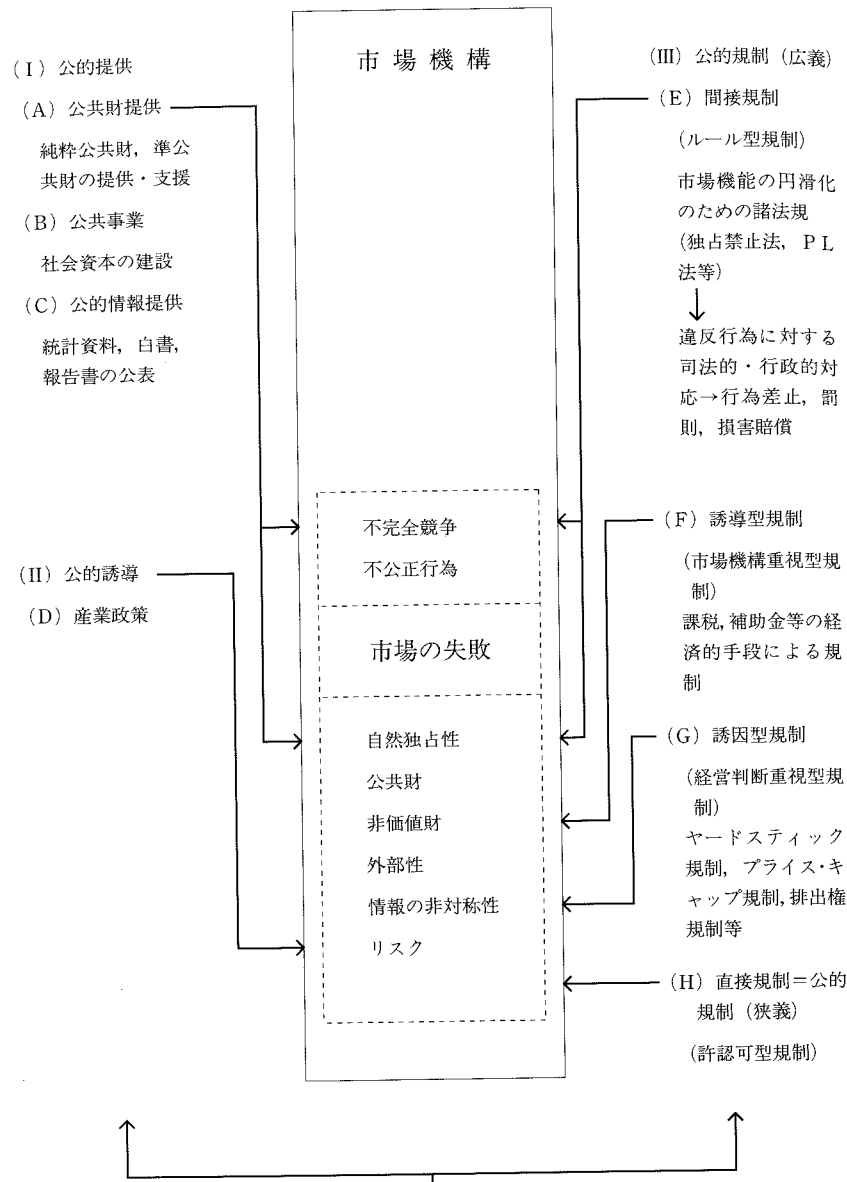 市場機構
(I) 公的提供
(A) 公共財提供
純粋公共財, 準公
共財の提供・支援
(B) 公共事業
社会資本の建設
(C) 公的情報提供
統計資料, 白書,
報告書の公表
(II) 公的誘導
(D) 産業政策
不完全競争
不公正行為
市場の失敗
自然独占性
公共財
非価値財
外部性
情報の非対称性
リスク
(III) 公的規制 (広義)
(E) 間接規制
(ルール型規制)
市場機能の円滑化
のための諸法規
(独占禁止法, PL
法等)
↓
違反行為に対する
司法的・行政的対
応→行為差止, 罰
則, 損害賠償
(F) 誘導型規制
(市場機構重視型規
制)
課税, 補助金等の経
済的手段による規
制
(G) 誘因型規制
(経営判断重視型規
制)
ヤードスティック
規制, プライス・キ
ャップ規制, 排出権
規制等
(H) 直接規制=公的
規制 (狭義)
(許認可型規制)